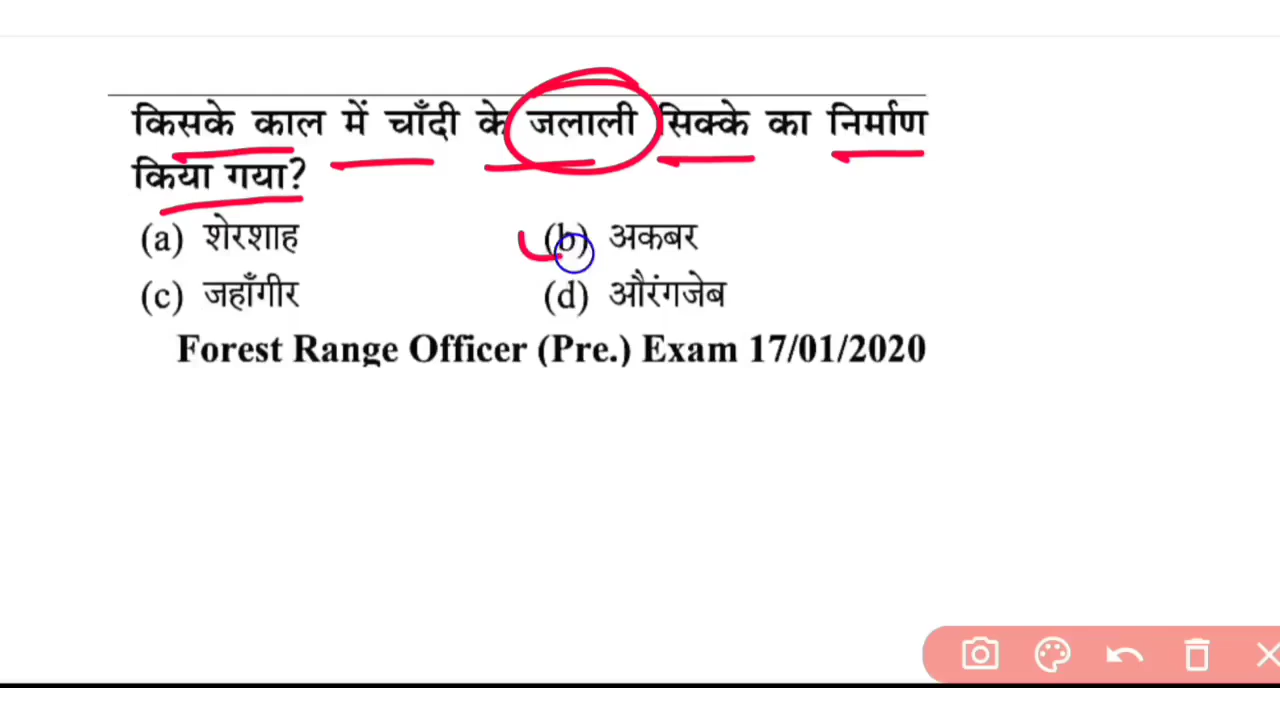 किसके काल में चाँदी के जलाली सिक्के का निर्माण
किया गया?
(a) शेरशाह (b) अकबर
(c) जहाँगीर (d) औरंगजेब
Forest Range Officer (Pre.) Exam 17/01/2020